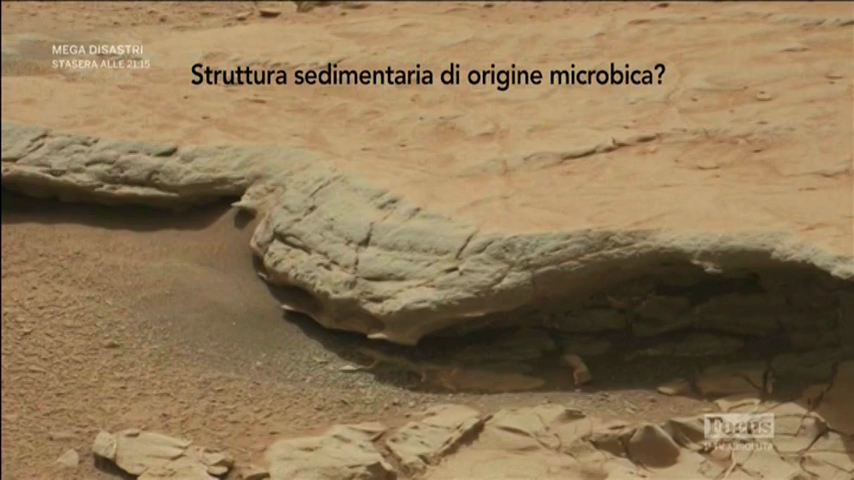 MEGA DISASTRI
STASERA ALLE 21:15
Struttura sedimentaria di origine microbica?
Focus